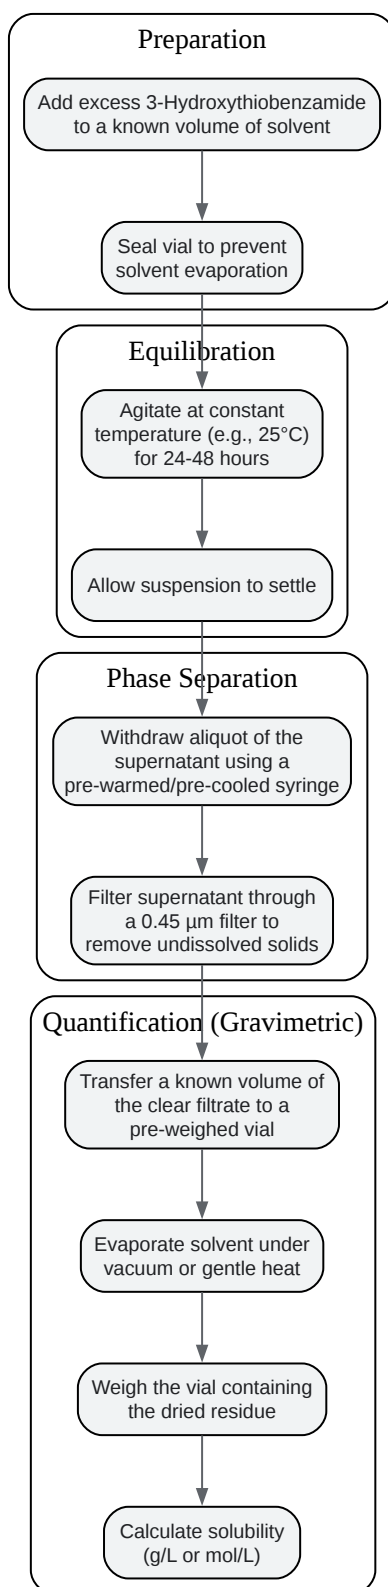 Preparation
Add excess 3-Hydroxythiobenzamide
to a known volume of solvent
Seal vial to prevent
solvent evaporation
Equilibration
Agitate at constant
temperature (e.g., 25°C)
for 24-48 hours
Allow suspension to settle
Phase Separation
Withdraw aliquot of the
supernatant using a
pre-warmed/pre-cooled syringe
Filter supernatant through
a 0.45 µm filter to
remove undissolved solids
Quantification (Gravimetric)
Transfer a known volume of
the clear filtrate to a
pre-weighed vial
Evaporate solvent under
vacuum or gentle heat
Weigh the vial containing
the dried residue
Calculate solubility
(g/L or mol/L)